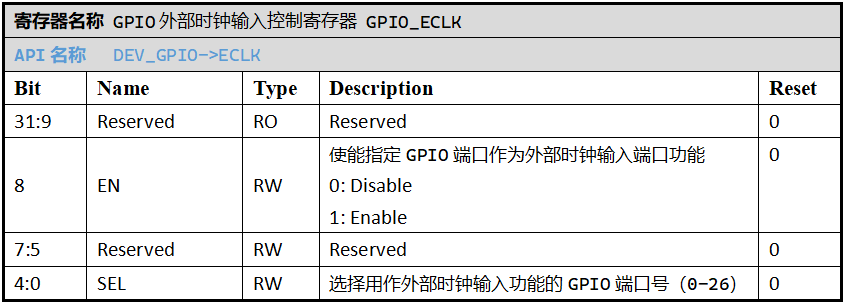 寄存器名称 GPIO 外部时钟输入控制寄存器 GPIO_ECLK
API 名称 DEV_GPIO->ECLK
Bit Name Type Description Reset
31:9 Reserved RO Reserved 0
8 EN RW 使能指定 GPIO 端口作为外部时钟输入端口功能 0
0: Disable
1: Enable
7:5 Reserved RW Reserved 0
4:0 SEL RW 选择用作外部时钟输入功能的 GPIO 端口号（0-26） 0